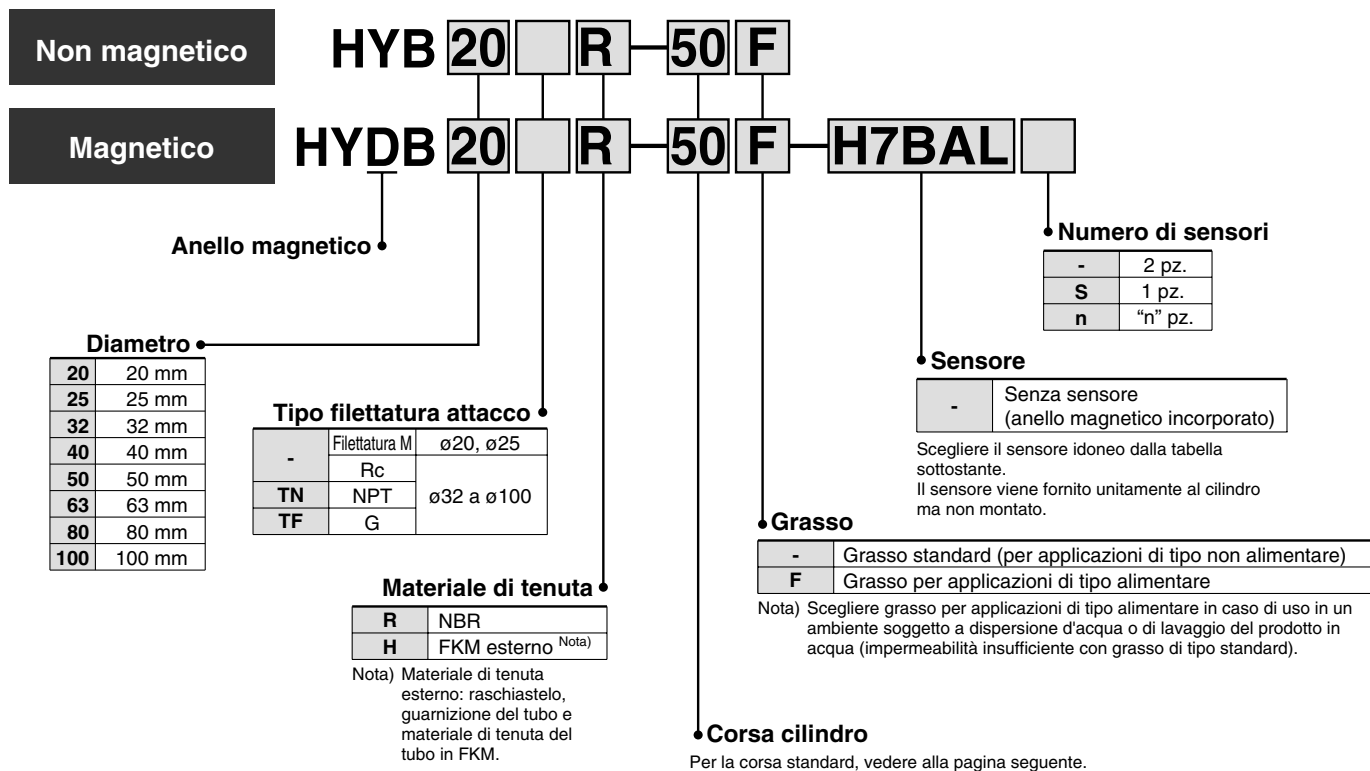 Non magnetico
HYB 20 R 50 F
Magnetico
HYDB 20 R 50 F H7BAL
Anello magnetico
Numero di sensori
- 2 pz.
S 1 pz.
n “n” pz.
Diametro
20 20 mm
25 25 mm
32 32 mm
40 40 mm
50 50 mm
63 63 mm
80 80 mm
100 100 mm
Tipo filettatura attacco
- Filettatura M ø20, ø25
Rc ø32 a ø100
TN NPT
TF G
Sensore
- Senza sensore
(anello magnetico incorporato)
Scegliere il sensore idoneo dalla tabella
sottostante.
Il sensore viene fornito unitamente al cilindro
ma non montato.
Grasso
- Grasso standard (per applicazioni di tipo non alimentare)
F Grasso per applicazioni di tipo alimentare
Nota) Scegliere grasso per applicazioni di tipo alimentare in caso di uso in un
ambiente soggetto a dispersione d'acqua o di lavaggio del prodotto in
acqua (impermeabilità insufficiente con grasso di tipo standard).
Materiale di tenuta
R NBR
H FKM esterno Nota)
Nota) Materiale di tenuta
esterno: raschiastelo,
guarnizione del tubo e
materiale di tenuta del
tubo in FKM.
Corsa cilindro
Per la corsa standard, vedere alla pagina seguente.